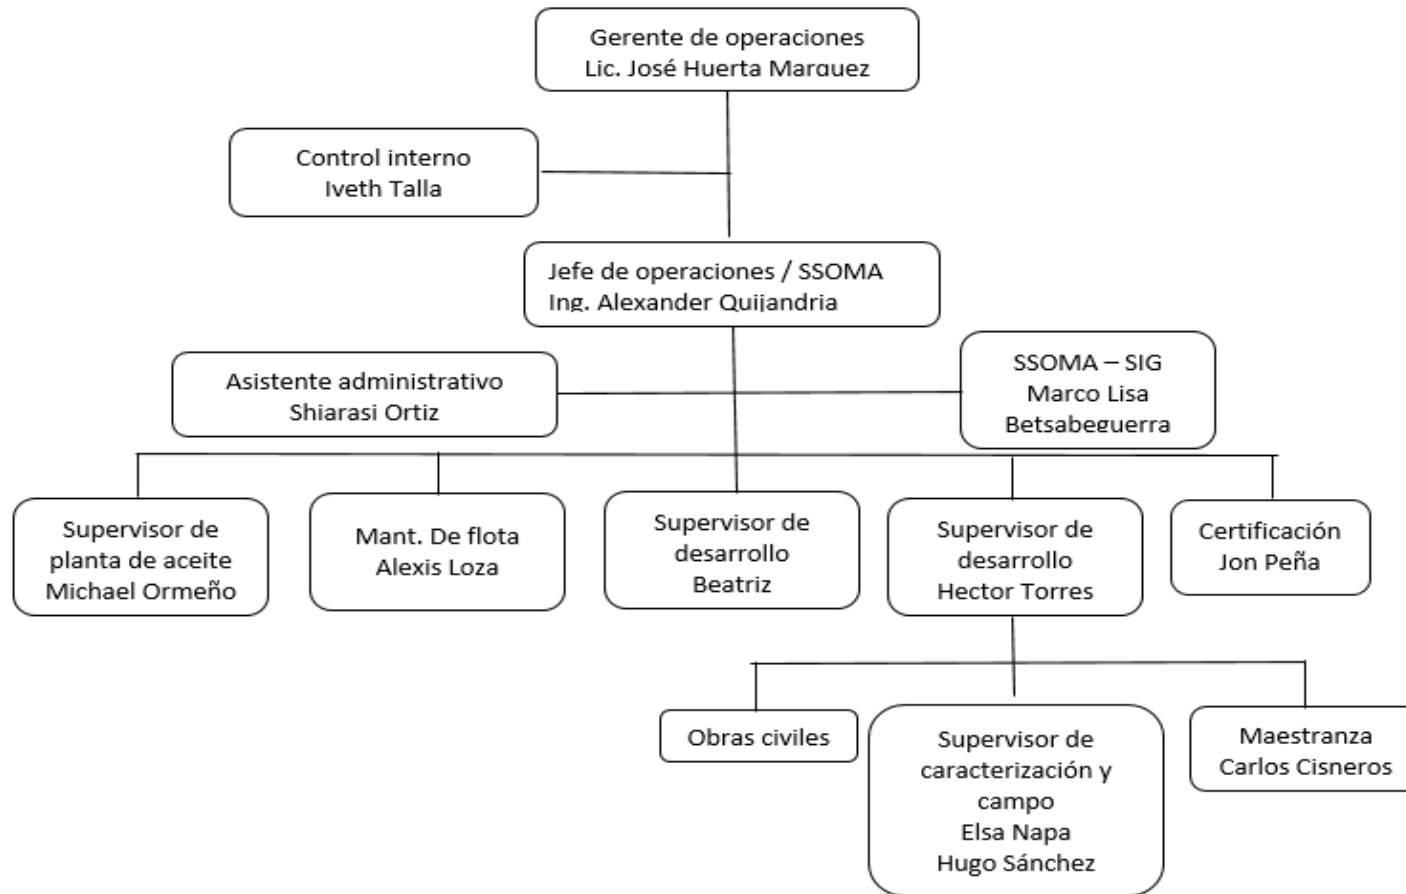 Gerente de operaciones
Lic. José Huerta Marquez
Control interno
Iveth Talla
Jefe de operaciones / SSOMA
Ing. Alexander Quijandria
Asistente administrativo
Shiarasi Ortiz
SSOMA – SIG
Marco Lisa
Betsabeguerra
Supervisor de
planta de aceite
Michael Ormeño
Mant. De flota
Alexis Loza
Supervisor de
desarrollo
Beatriz
Supervisor de
desarrollo
Hector Torres
Certificación
Jon Peña
Obras civiles
Supervisor de
caracterización y
campo
Elsa Napa
Hugo Sánchez
Maestranza
Carlos Cisneros